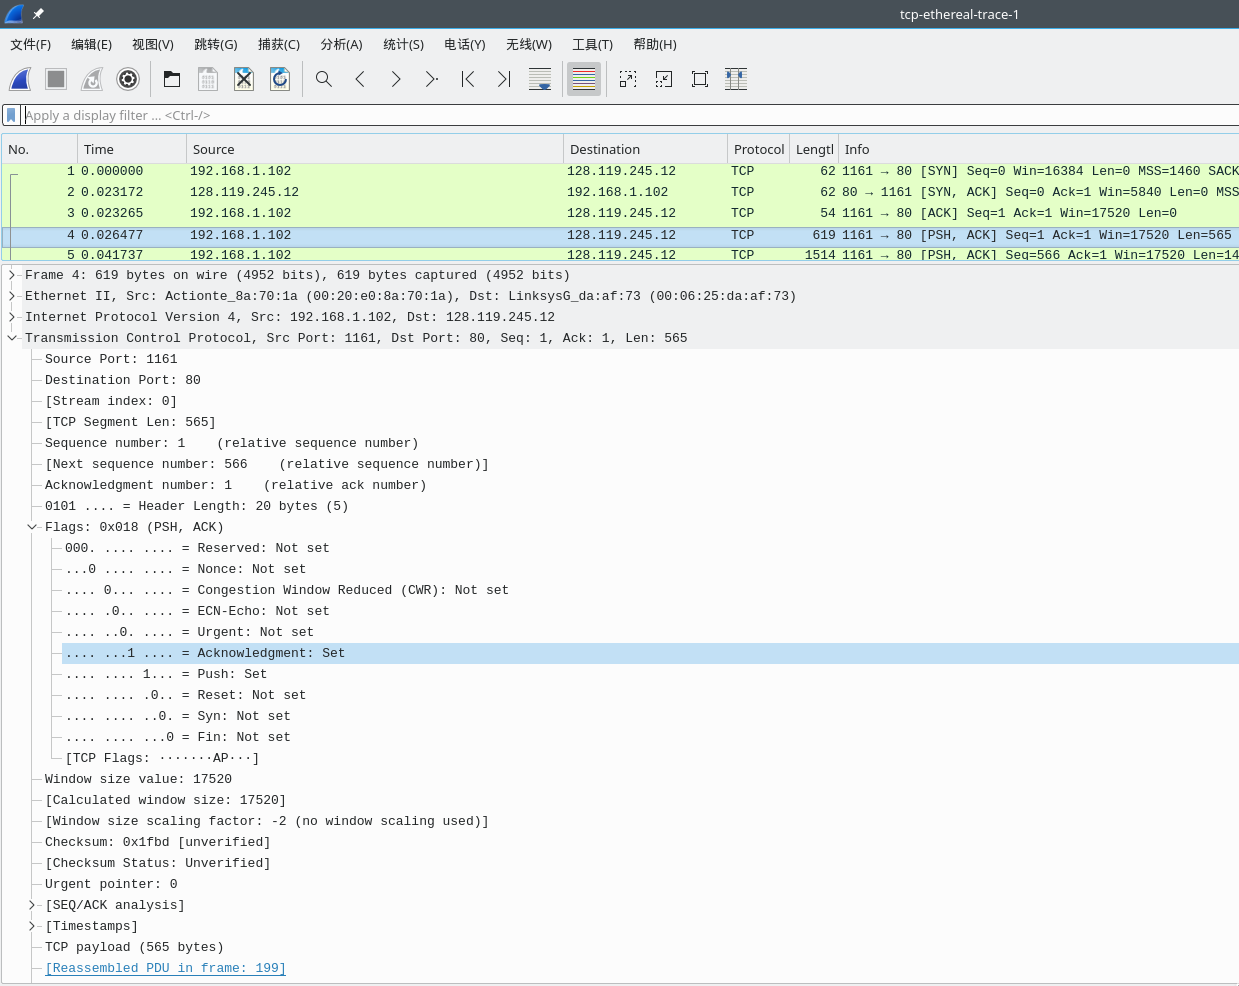 tcp-ethereal-trace-1
文件(F) 编辑(E) 视图(V) 跳转(G) 捕获(C) 分析(A) 统计(S) 电话(Y) 无线(W) 工具(T) 帮助(H)
Apply a display filter ... <Ctrl-/>
No. Time Source Destination Protocol Lengtl Info
1 0.000000 192.168.1.102 128.119.245.12 TCP 62 1161 → 80 [SYN] Seq=0 Win=16384 Len=0 MSS=1460 SACK
2 0.023172 128.119.245.12 192.168.1.102 TCP 62 80 → 1161 [SYN, ACK] Seq=0 Ack=1 Win=5840 Len=0 MSS
3 0.023265 192.168.1.102 128.119.245.12 TCP 54 1161 → 80 [ACK] Seq=1 Ack=1 Win=17520 Len=0
4 0.026477 192.168.1.102 128.119.245.12 TCP 619 1161 → 80 [PSH, ACK] Seq=1 Ack=1 Win=17520 Len=565
5 0.041737 192.168.1.102 128.119.245.12 TCP 1514 1161 → 80 [PSH, ACK] Seq=566 Ack=1 Win=17520 Len=14
Frame 4: 619 bytes on wire (4952 bits), 619 bytes captured (4952 bits)
Ethernet II, Src: Actionte_8a:70:1a (00:20:e0:8a:70:1a), Dst: LinksysG_da:af:73 (00:06:25:da:af:73)
Internet Protocol Version 4, Src: 192.168.1.102, Dst: 128.119.245.12
Transmission Control Protocol, Src Port: 1161, Dst Port: 80, Seq: 1, Ack: 1, Len: 565
Source Port: 1161
Destination Port: 80
[Stream index: 0]
[TCP Segment Len: 565]
Sequence number: 1    (relative sequence number)
[Next sequence number: 566    (relative sequence number)]
Acknowledgment number: 1    (relative ack number)
0101 .... = Header Length: 20 bytes (5)
Flags: 0x018 (PSH, ACK)
000. .... .... = Reserved: Not set
...0 .... .... = Nonce: Not set
.... 0... .... = Congestion Window Reduced (CWR): Not set
.... .0.. .... = ECN-Echo: Not set
.... ..0. .... = Urgent: Not set
.... ...1 .... = Acknowledgment: Set
.... .... 1... = Push: Set
.... .... .0.. = Reset: Not set
.... .... ..0. = Syn: Not set
.... .... ...0 = Fin: Not set
[TCP Flags: ·······AP···]
Window size value: 17520
[Calculated window size: 17520]
[Window size scaling factor: -2 (no window scaling used)]
Checksum: 0x1fbd [unverified]
[Checksum Status: Unverified]
Urgent pointer: 0
[SEQ/ACK analysis]
[Timestamps]
TCP payload (565 bytes)
[Reassembled PDU in frame: 199]